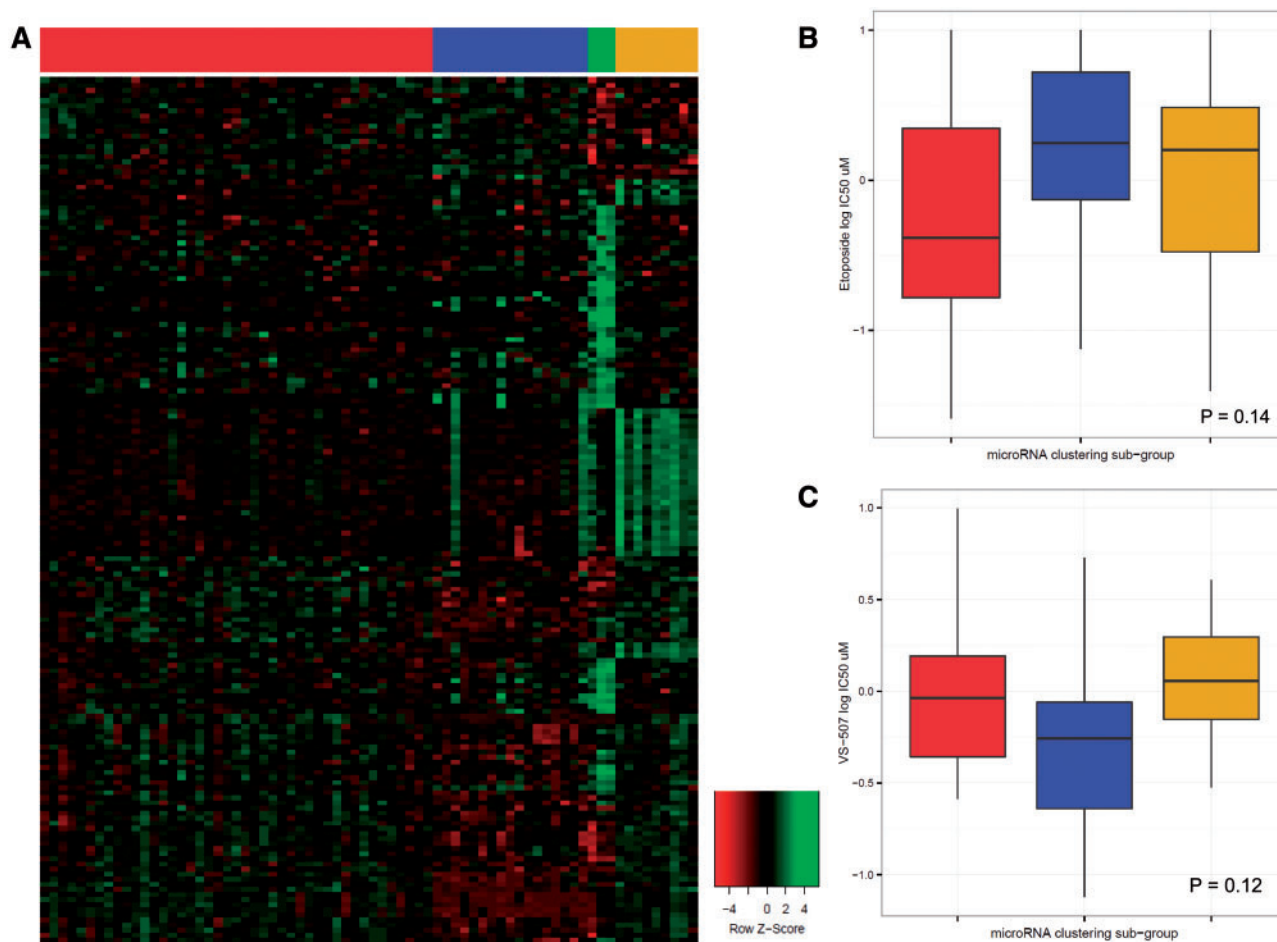 A
B
1
0
−1
Etoposide log IC50 uM
P = 0.14
microRNA clustering sub−group
C
1.0
0.5
0.0
−0.5
−1.0
VS−507 log IC50 uM
P = 0.12
microRNA clustering sub−group
−4 0 2 4
Row Z−Score